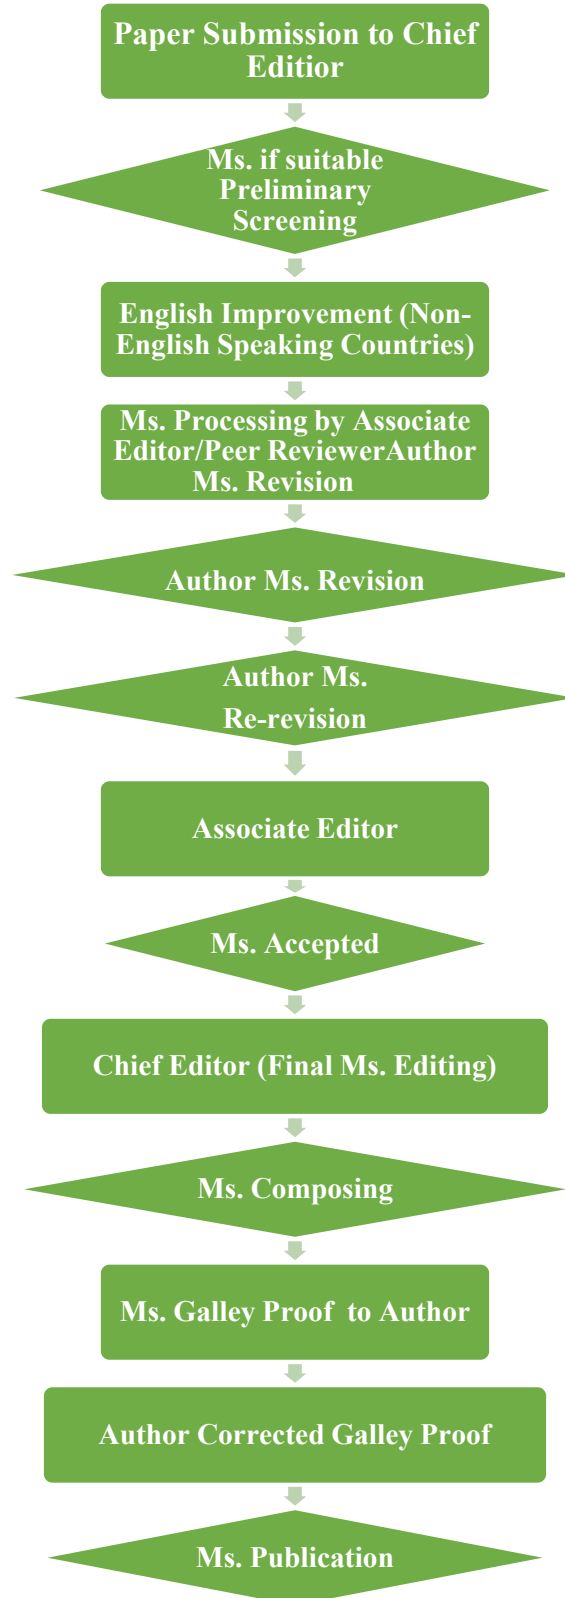 Paper Submission to Chief
Editior
Ms. if suitable
Preliminary
Screening
English Improvement (Non-
English Speaking Countries)
Ms. Processing by Associate
Editor/Peer ReviewerAuthor
Ms. Revision
Author Ms. Revision
Author Ms.
Re-revision
Associate Editor
Ms. Accepted
Chief Editor (Final Ms. Editing)
Ms. Composing
Ms. Galley Proof to Author
Author Corrected Galley Proof
Ms. Publication